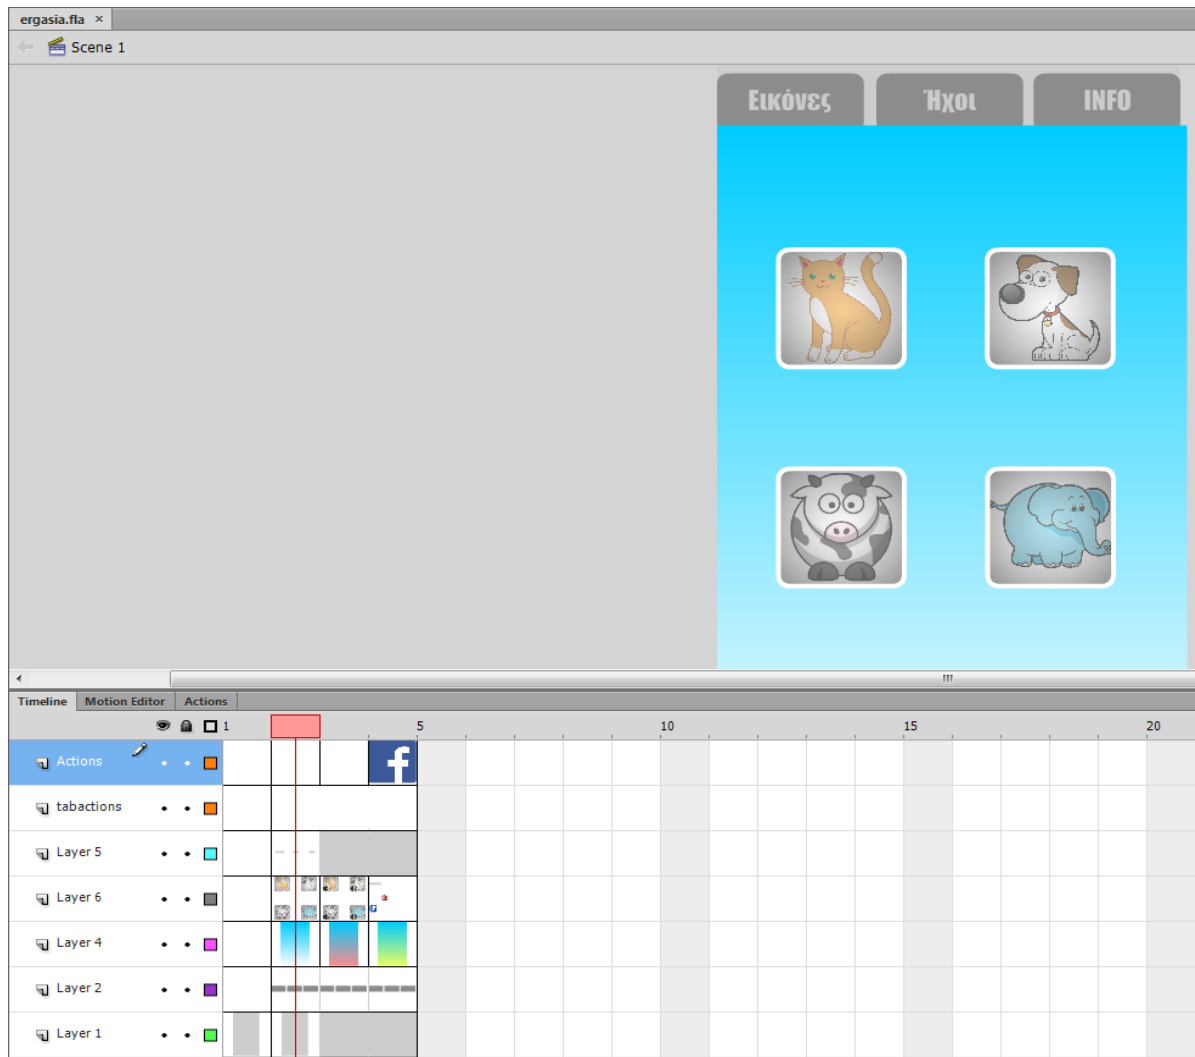 ergasia.fla ×
Scene 1
Εικόνες Ήχοι INFO
Timeline Motion Editor Actions
1 5 10 15 20
Actions
f
tabactions
Layer 5
Layer 6
Layer 4
Layer 2
Layer 1